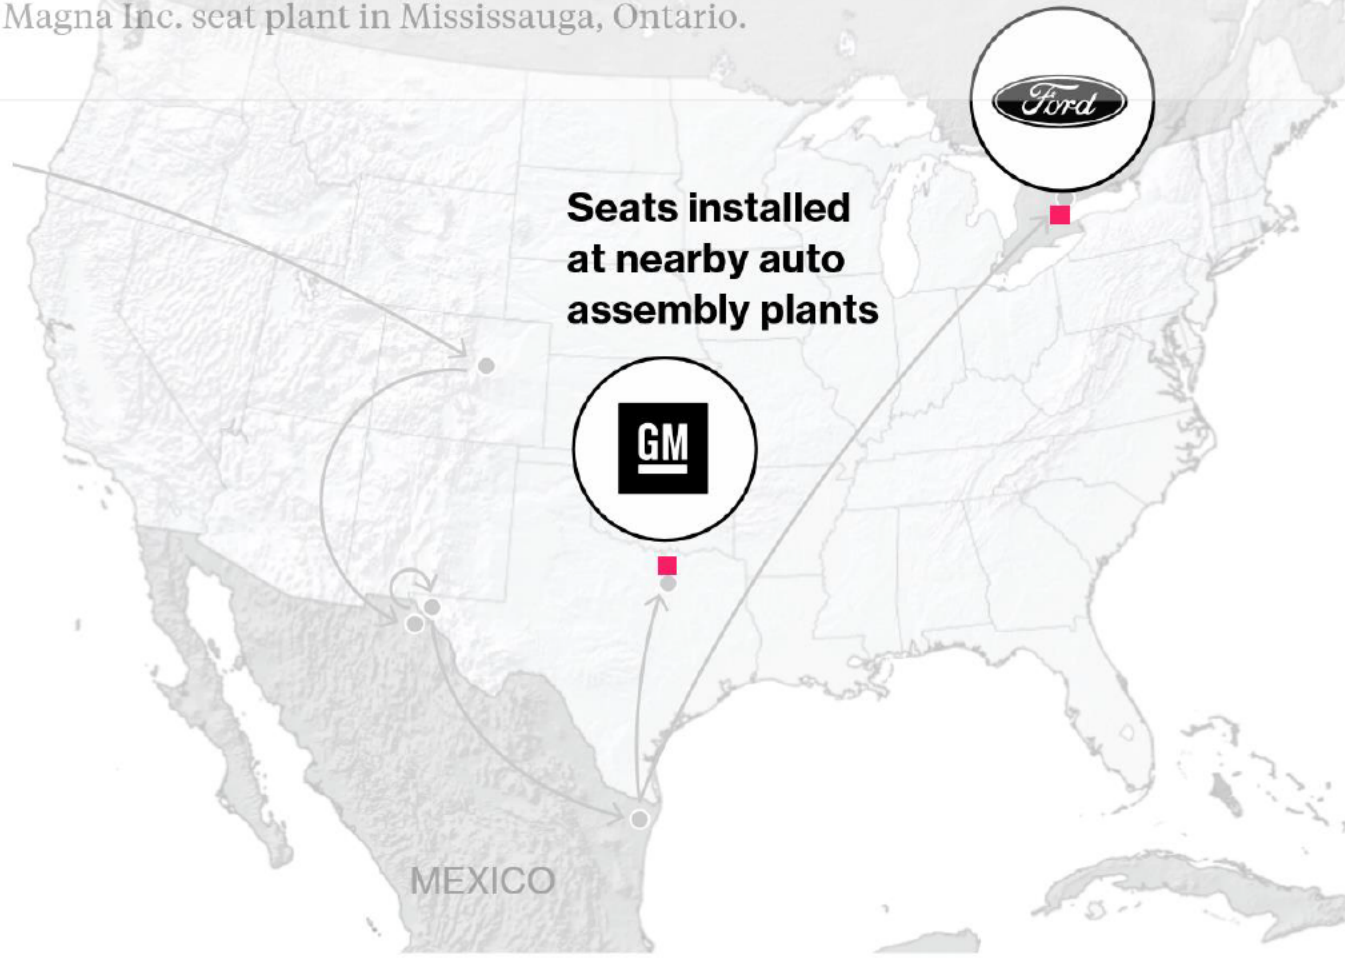 Magna Inc. seat plant in Mississauga, Ontario.
Ford
Seats installed
at nearby auto
assembly plants
GM
MEXICO